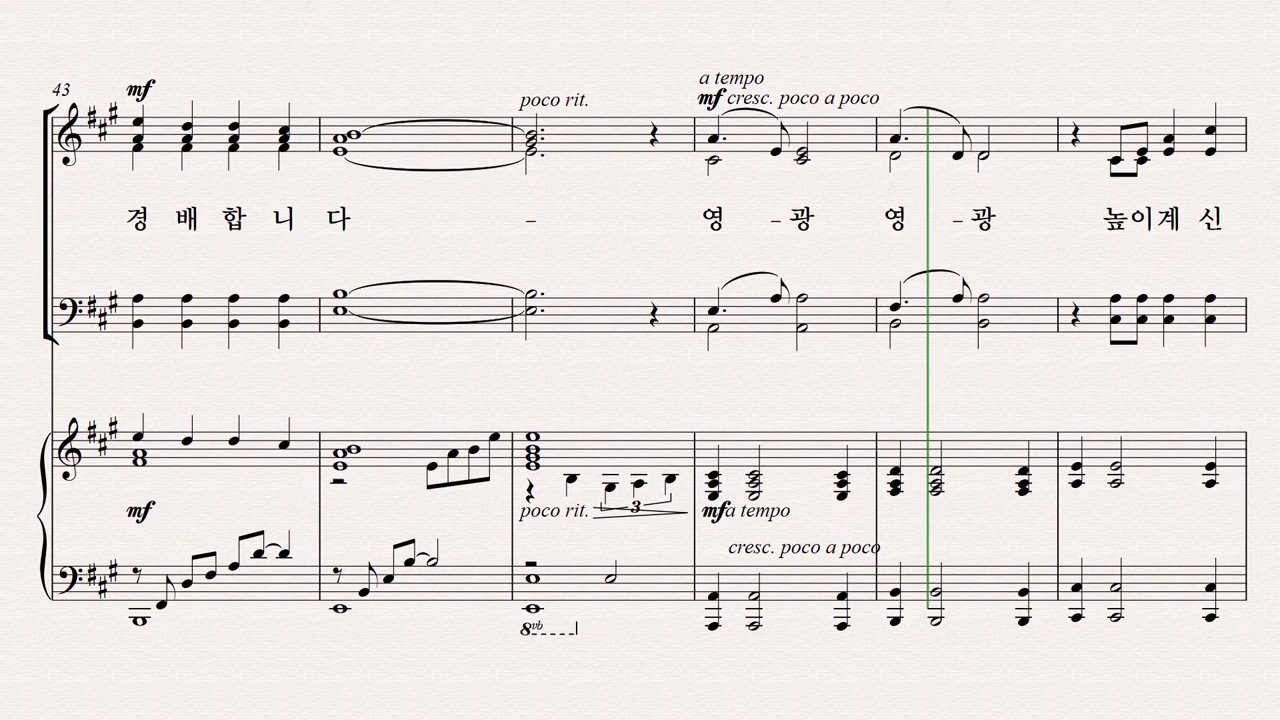 43
mf
poco rit.
a tempo
mf cresc. poco a poco
경 배 합 니 다 - 영 - 광 영 - 광 높이계 신
mf
poco rit.
3
mf a tempo
cresc. poco a poco
8vb